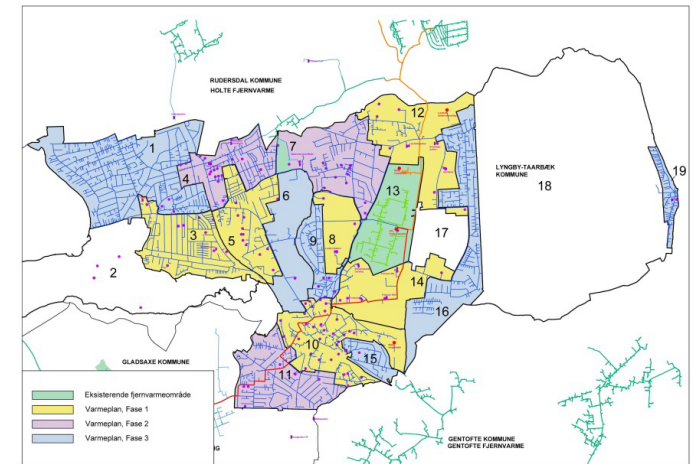 RUDERSDAL KOMMUNE
HOLTE FJERNVARME
12
1
7
4
LYNGBY-TAARBÆK
KOMMUNE
18
19
13
6
3
5
9
8
17
2
14
16
10
15
GLADSAXE KOMMUNE
11
Eksisterende fjernvarmeområde
Varmeplan, Fase 1
Varmeplan, Fase 2
Varmeplan, Fase 3
GENTOFTE KOMMUNE
GENTOFTE FJERNVARME